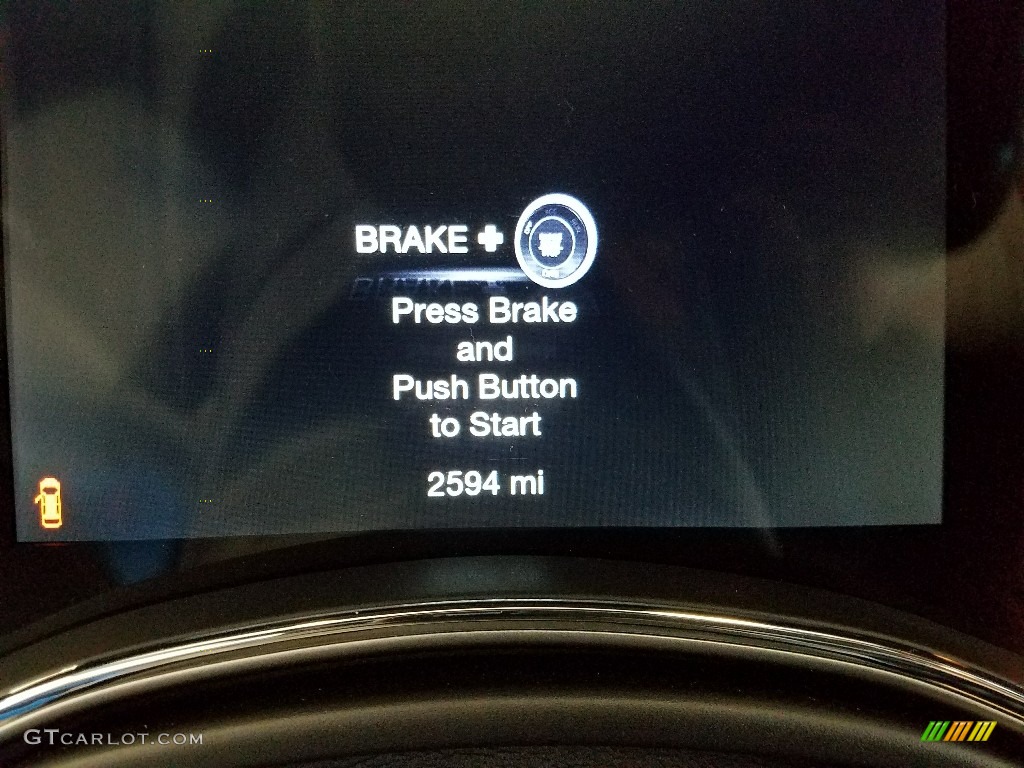 BRAKE +
Press Brake
and
Push Button
to Start
2594 mi
GTCARLOT.COM